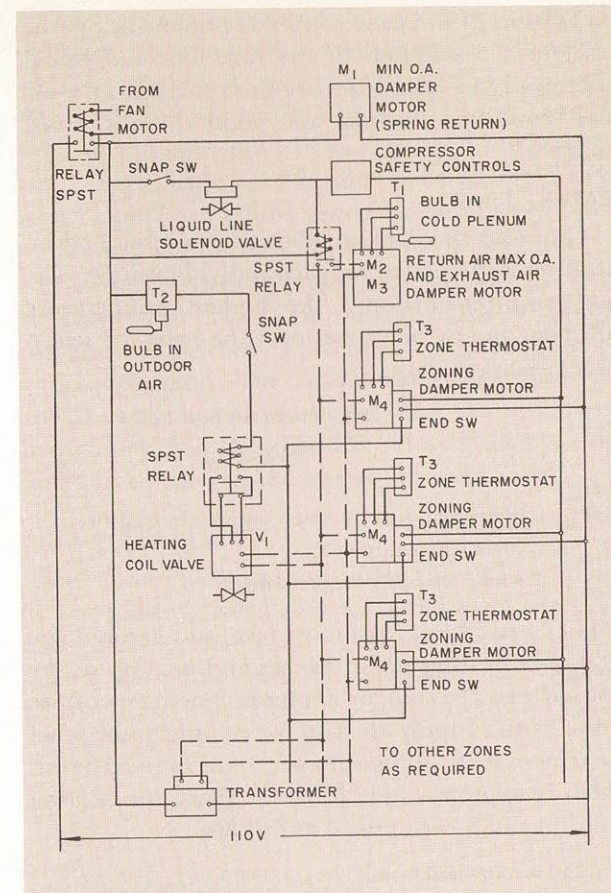 FROM
FAN
MOTOR
RELAY
SPST
M1
MIN O.A.
DAMPER
MOTOR
(SPRING RETURN)
SNAP SW
LIQUID LINE
SOLENOID VALVE
COMPRESSOR
SAFETY CONTROLS
T1
BULB IN
COLD PLENUM
SPST
RELAY
M2
M3
RETURN AIR MAX O.A.
AND EXHAUST AIR
DAMPER MOTOR
T2
BULB IN
OUTDOOR
AIR
SNAP
SW
T3
ZONE THERMOSTAT
ZONING
DAMPER MOTOR
M4
END SW
SPST
RELAY
T3
ZONE THERMOSTAT
ZONING
DAMPER MOTOR
M4
END SW
HEATING
COIL VALVE
V1
T3
ZONE THERMOSTAT
ZONING
DAMPER MOTOR
M4
END SW
TO OTHER ZONES
AS REQUIRED
TRANSFORMER
110V